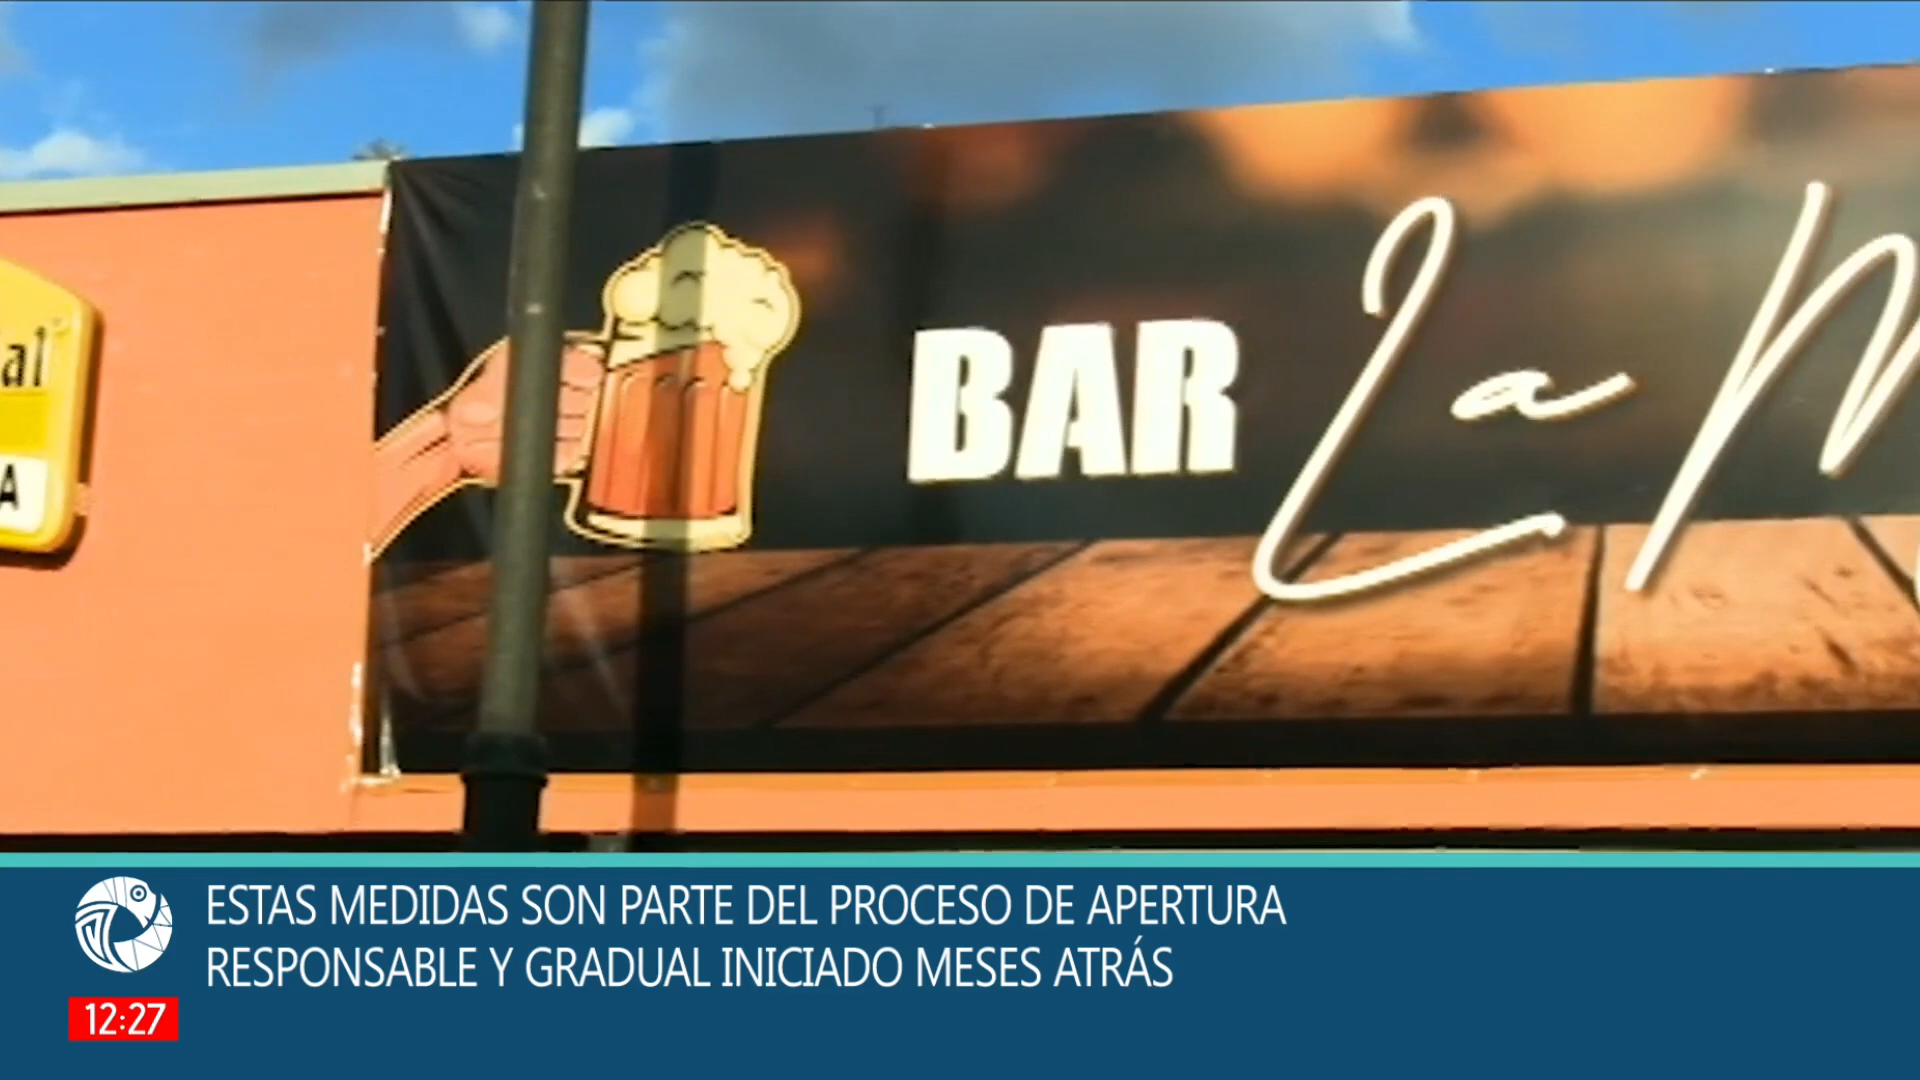 BAR La
ESTAS MEDIDAS SON PARTE DEL PROCESO DE APERTURA
RESPONSABLE Y GRADUAL INICIADO MESES ATRÁS
12:27